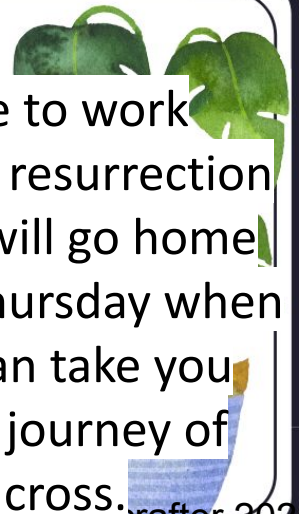 e to work
resurrection
will go home
hursday when
an take you
journey of
cross.